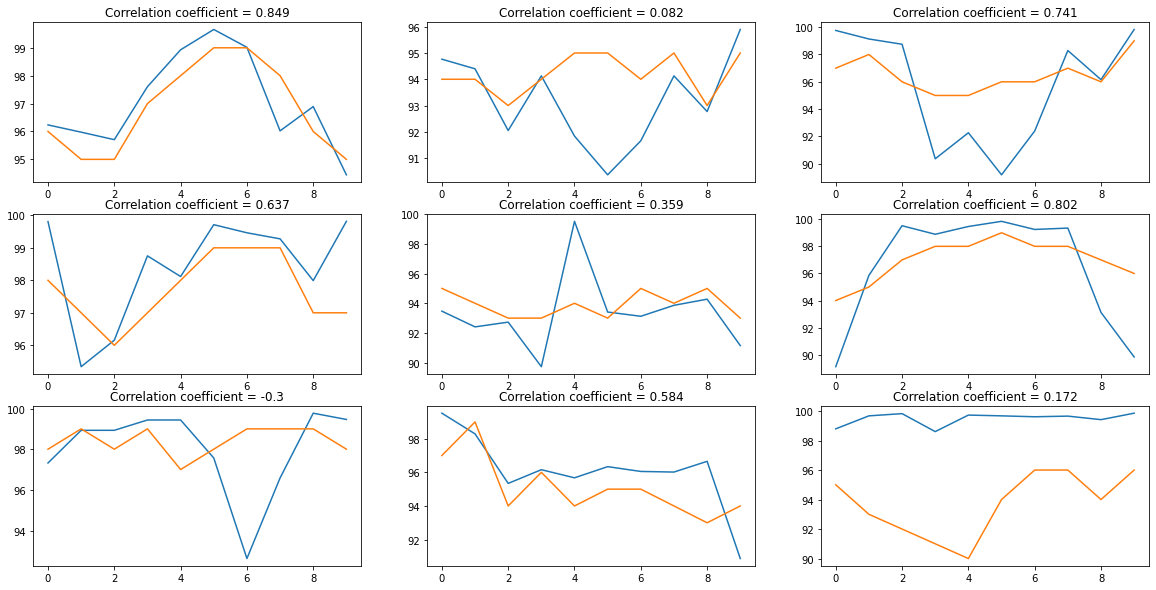 Correlation coefficient = 0.849
99
98
97
96
95
0 2 4 6 8
Correlation coefficient = 0.082
96
95
94
93
92
91
0 2 4 6 8
Correlation coefficient = 0.741
100
98
96
94
92
90
0 2 4 6 8
Correlation coefficient = 0.637
100
99
98
97
96
0 2 4 6 8
Correlation coefficient = 0.359
100
98
96
94
92
90
0 2 4 6 8
Correlation coefficient = 0.802
100
98
96
94
92
90
0 2 4 6 8
Correlation coefficient = -0.3
100
98
96
94
0 2 4 6 8
Correlation coefficient = 0.584
98
96
94
92
0 2 4 6 8
Correlation coefficient = 0.172
100
98
96
94
92
90
0 2 4 6 8